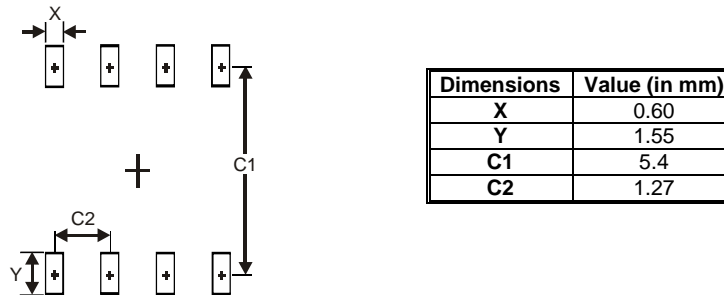 X
C1
C2
Y
Dimensions Value (in mm)
X 0.60
Y 1.55
C1 5.4
C2 1.27